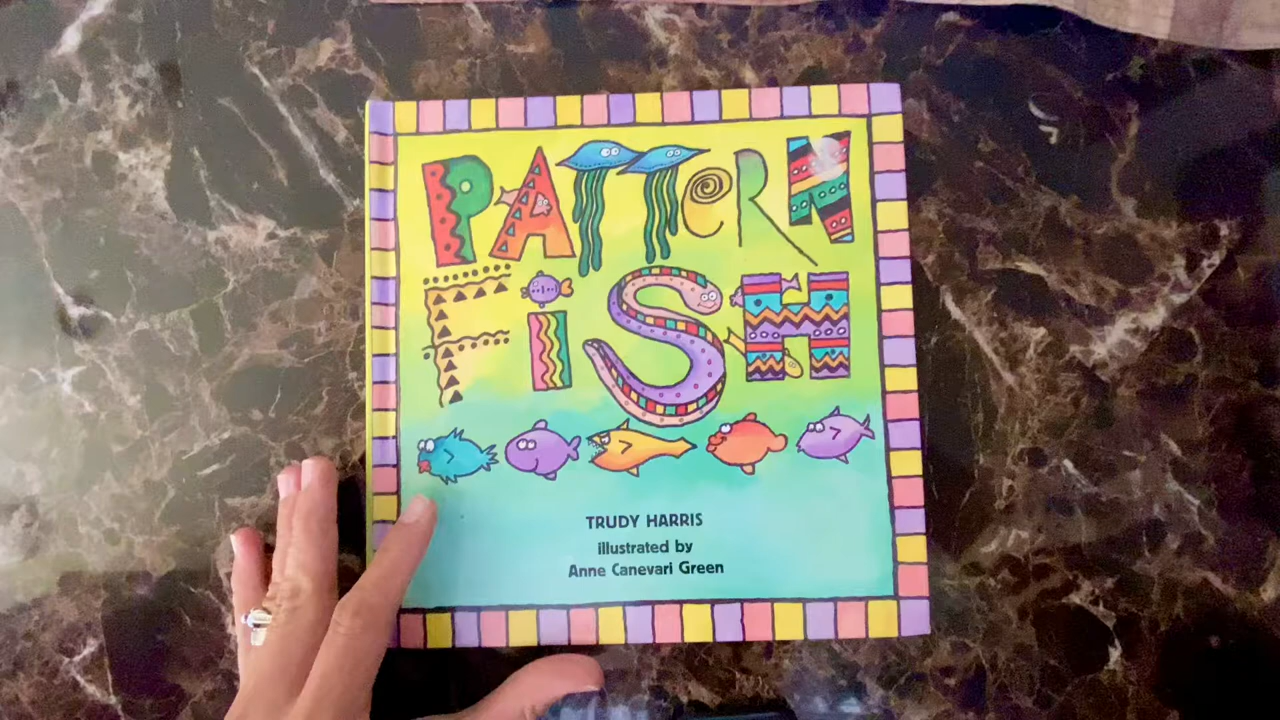 PATTeRN
FiSH
TRUDY HARRIS
illustrated by
Anne Canevari Green